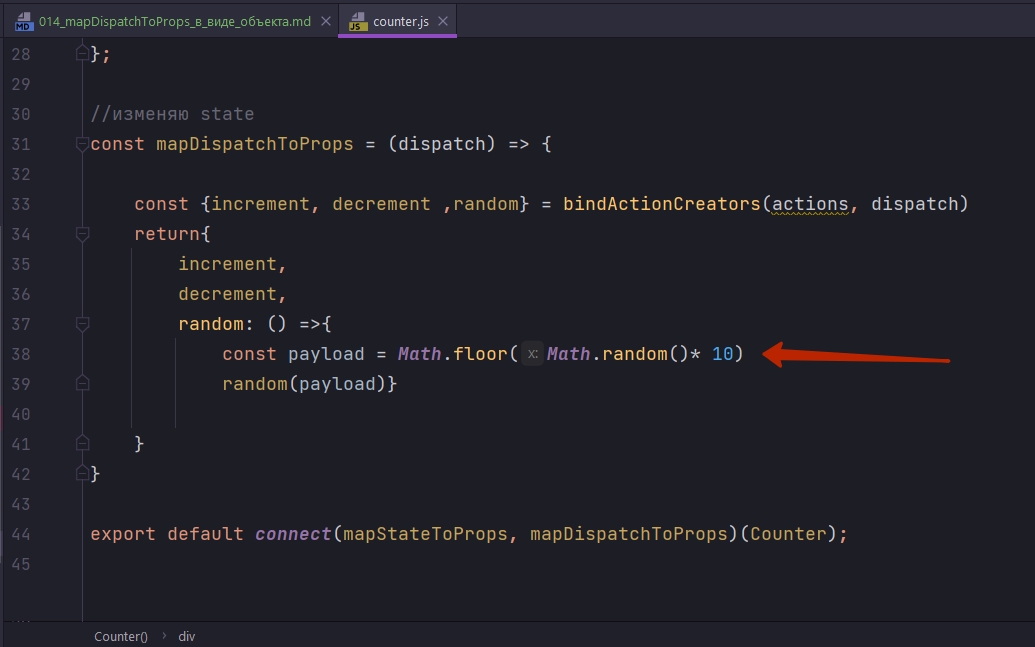 MD 014_mapDispatchToProps_в_виде_объекта.md JS counter.js
28 };
29
30 //изменяю state
31 const mapDispatchToProps = (dispatch) => {
32
33 const {increment, decrement ,random} = bindActionCreators(actions, dispatch)
34 return{
35 increment,
36 decrement,
37 random: () =>{
38 const payload = Math.floor( x: Math.random()* 10)
39 random(payload)}
40
41 }
42 }
43
44 export default connect(mapStateToProps, mapDispatchToProps)(Counter);
45
Counter() › div